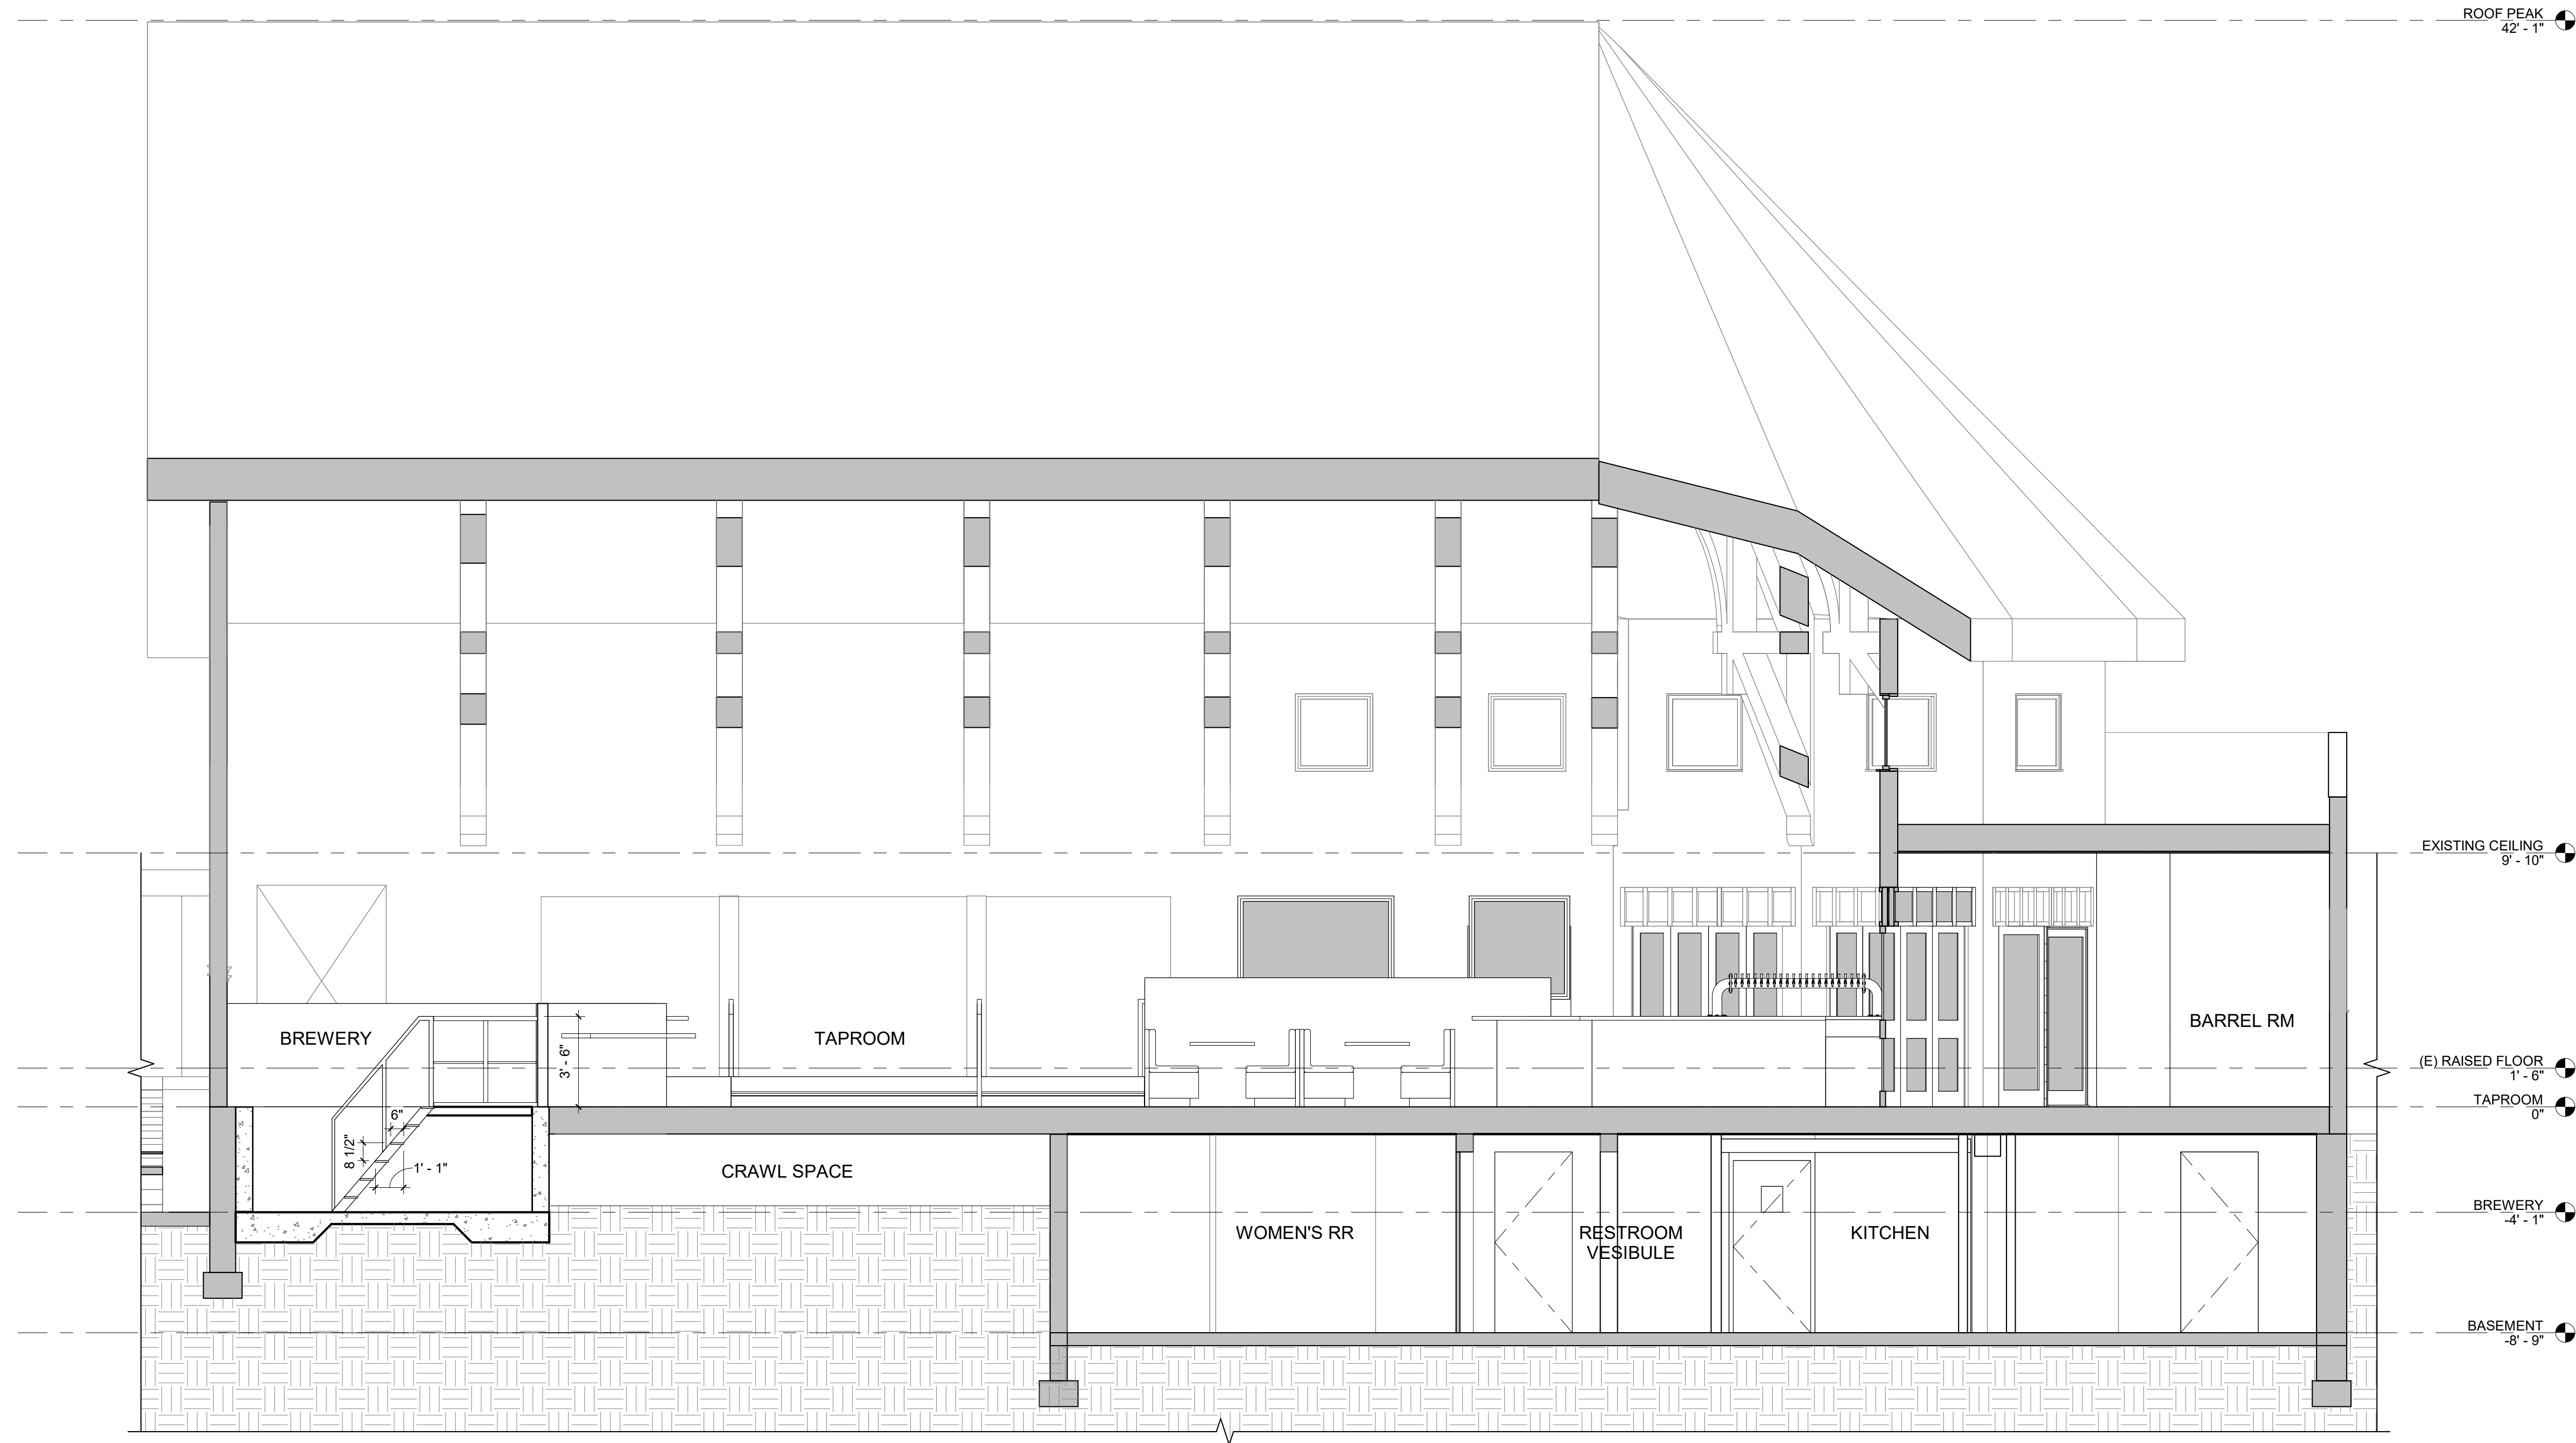 ROOF PEAK
42' - 1"
EXISTING CEILING
9' - 10"
BREWERY
TAPROOM
BARREL RM
3' - 6"
(E) RAISED FLOOR
1' - 6"
TAPROOM
0"
6"
8 1/2"
1' - 1"
CRAWL SPACE
BREWERY
-4' - 1"
WOMEN'S RR
RESTROOM
VESIBULE
KITCHEN
BASEMENT
-8' - 9"